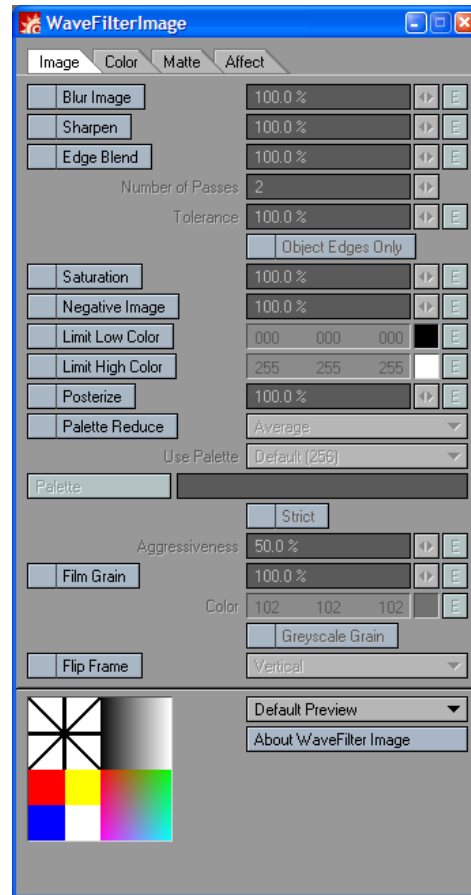 WaveFilterImage
Image Color Matte Affect
Blur Image 100.0 % E
Sharpen 100.0 % E
Edge Blend 100.0 % E
Number of Passes 2
Tolerance 100.0 % E
Object Edges Only
Saturation 100.0 % E
Negative Image 100.0 % E
Limit Low Color 000 000 000 E
Limit High Color 255 255 255 E
Posterize 100.0 % E
Palette Reduce Average
Use Palette Default (256)
Palette
Strict
Aggressiveness 50.0 % E
Film Grain 100.0 % E
Color 102 102 102 E
Greyscale Grain
Flip Frame Vertical
Default Preview
About WaveFilter Image